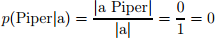 p(Piper|a) = |a Piper| / |a| = 0/1 = 0